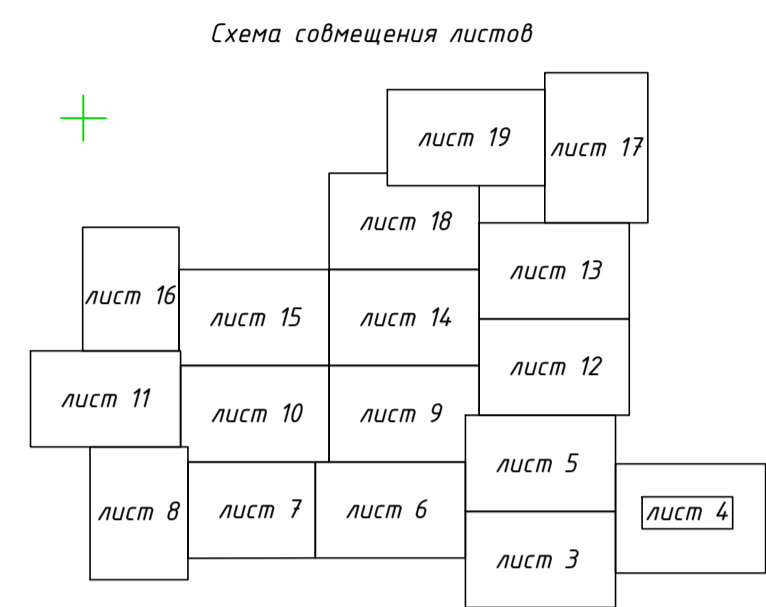 Схема совмещения листов
лист 19
лист 17
лист 18
лист 13
лист 16
лист 15
лист 14
лист 12
лист 11
лист 10
лист 9
лист 5
лист 8
лист 7
лист 6
лист 4
лист 3